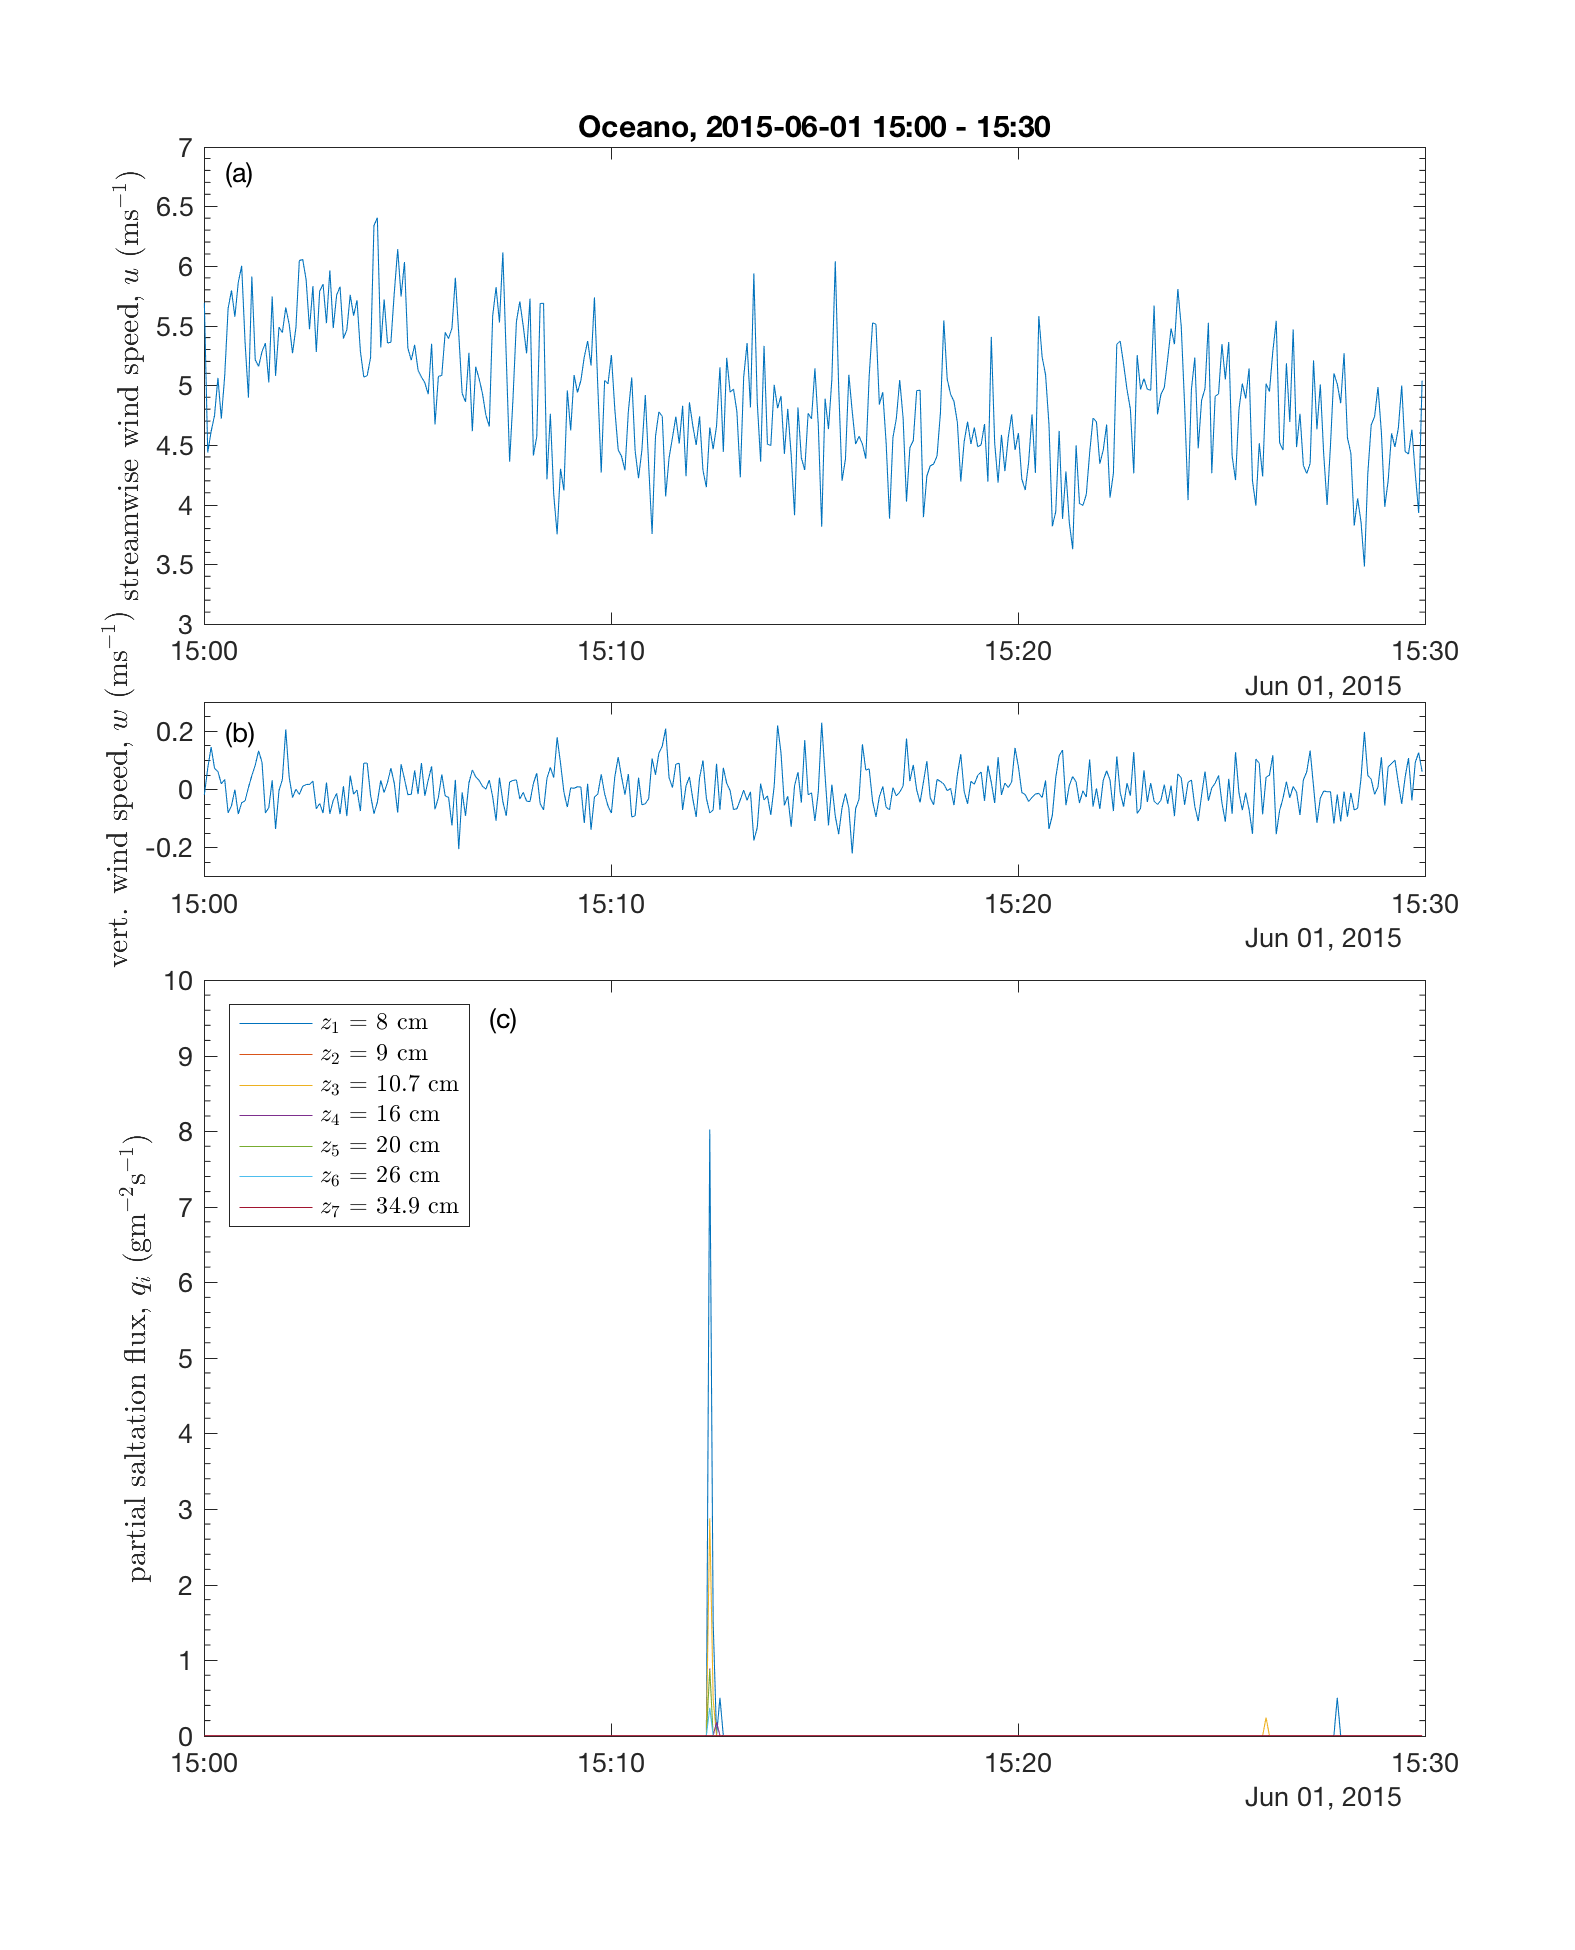 Oceano, 2015-06-01 15:00 - 15:30
(a)
streamwise wind speed, u (ms⁻¹)
7
6.5
6
5.5
5
4.5
4
3.5
3
15:00 15:10 15:20 15:30
Jun 01, 2015
(b)
vert. wind speed, w (ms⁻¹)
0.2
0
-0.2
15:00 15:10 15:20 15:30
Jun 01, 2015
(c)
partial saltation flux, qᵢ (gm⁻²s⁻¹)
10
9
8
7
6
5
4
3
2
1
0
z₁ = 8 cm
z₂ = 9 cm
z₃ = 10.7 cm
z₄ = 16 cm
z₅ = 20 cm
z₆ = 26 cm
z₇ = 34.9 cm
15:00 15:10 15:20 15:30
Jun 01, 2015